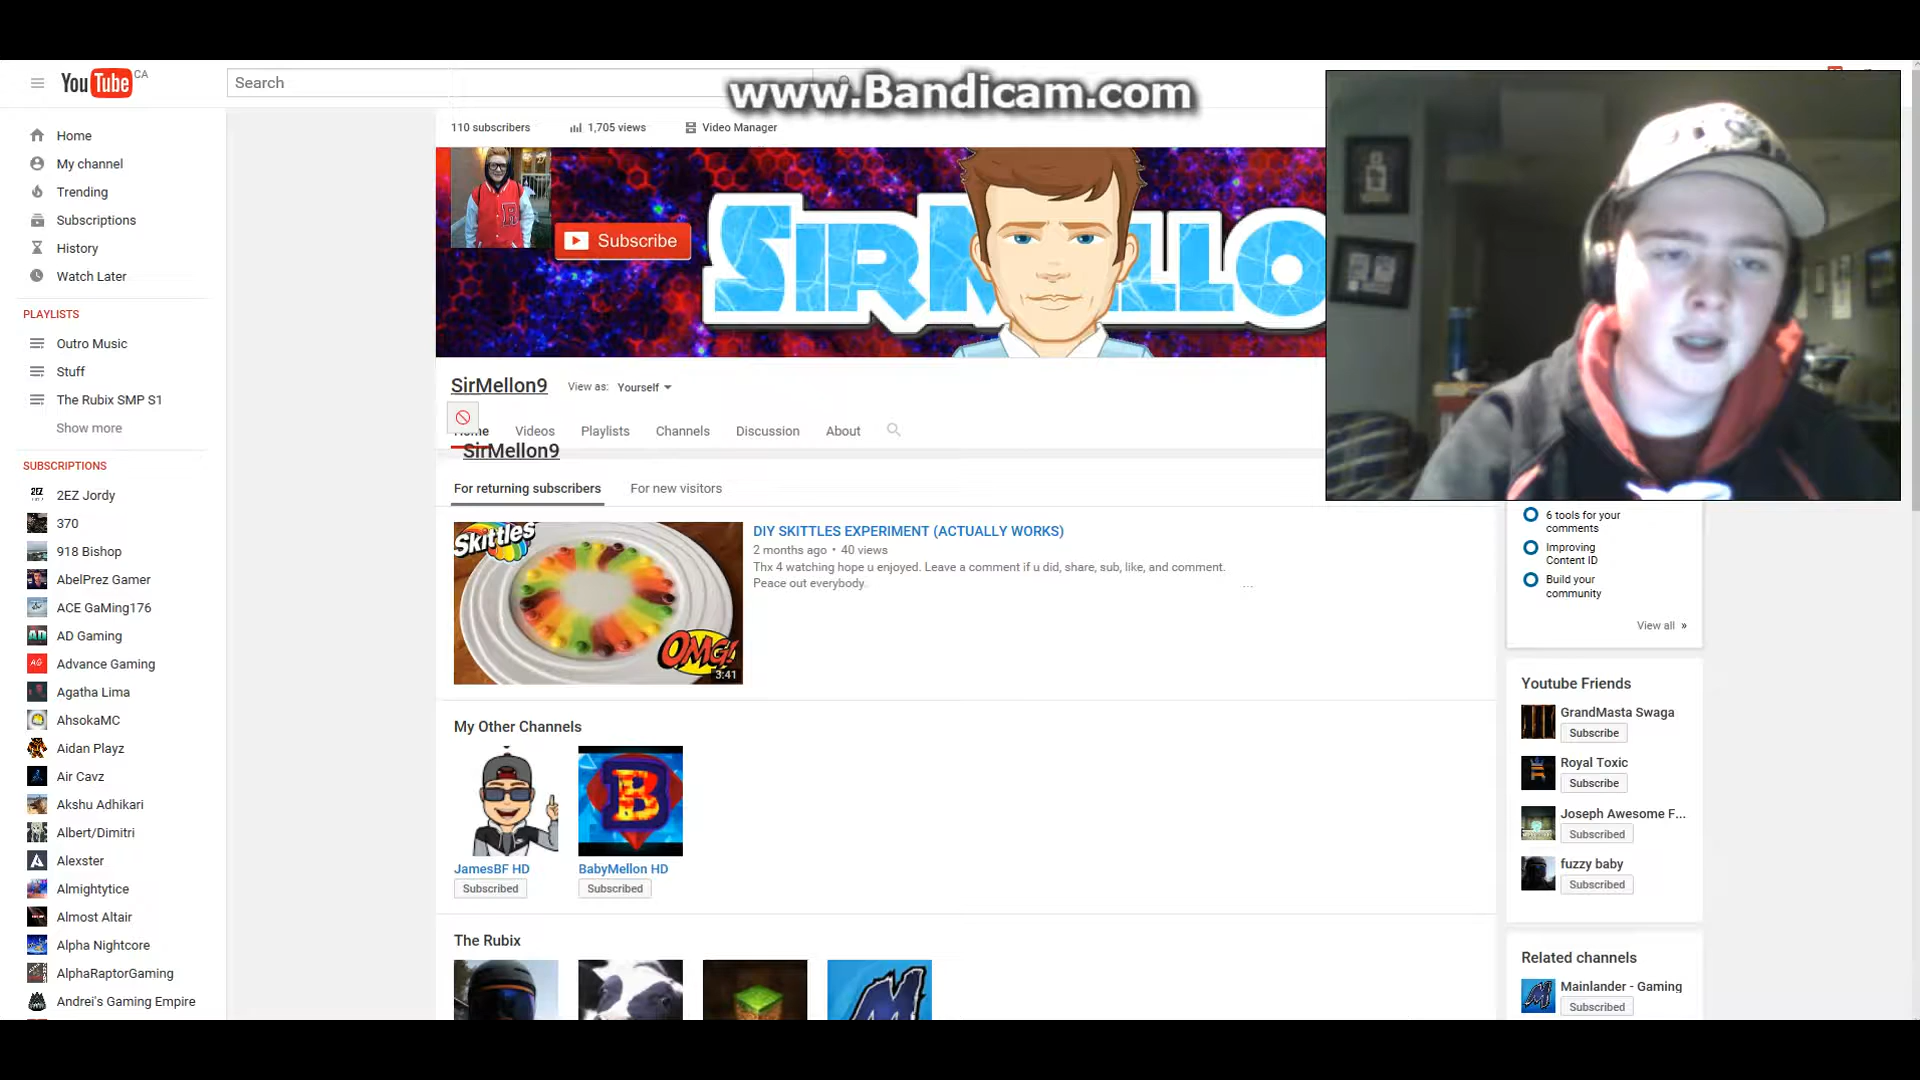 YouTube CA
Search
www.Bandicam.com
110 subscribers 1,705 views Video Manager
Home
My channel
Trending
Subscriptions
History
Watch Later
PLAYLISTS
Outro Music
Stuff
The Rubix SMP S1
Show more
SUBSCRIPTIONS
2EZ Jordy
370
918 Bishop
AbelPrez Gamer
ACE GaMing176
AD Gaming
Advance Gaming
Agatha Lima
AhsokaMC
Aidan Playz
Air Cavz
Akshu Adhikari
Albert/Dimitri
Alexster
Almightytice
Almost Altair
Alpha Nightcore
AlphaRaptorGaming
Andrei's Gaming Empire
Subscribe
SirMellon9 View as: Yourself
Home Videos Playlists Channels Discussion About
SirMellon9
For returning subscribers For new visitors
Skittles
OMG!
3:41
DIY SKITTLES EXPERIMENT (ACTUALLY WORKS)
2 months ago • 40 views
Thx 4 watching hope u enjoyed. Leave a comment if u did, share, sub, like, and comment.
Peace out everybody.
...
My Other Channels
B
JamesBF HD BabyMellon HD
Subscribed Subscribed
The Rubix
M
6 tools for your
comments
Improving
Content ID
Build your
community
View all »
Youtube Friends
GrandMasta Swaga
Subscribe
Royal Toxic
Subscribe
Joseph Awesome F...
Subscribed
fuzzy baby
Subscribed
Related channels
Mainlander - Gaming
Subscribed